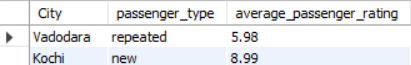 City passenger_type average_passenger_rating
Vadodara repeated 5.98
Kochi new 8.99